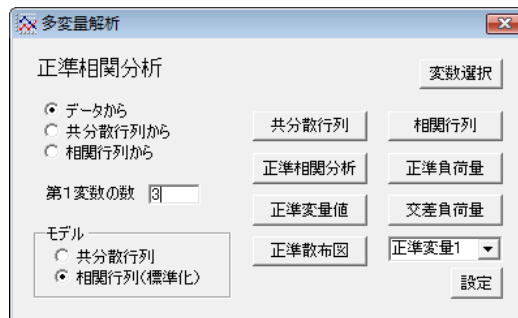 多変量解析
正準相関分析
変数選択
データから
共分散行列から
相関行列から
共分散行列
相関行列
正準相関分析
正準負荷量
第1変数の数 3
正準変量値
交差負荷量
モデル
共分散行列
相関行列(標準化)
正準散布図
正準変量1
設定